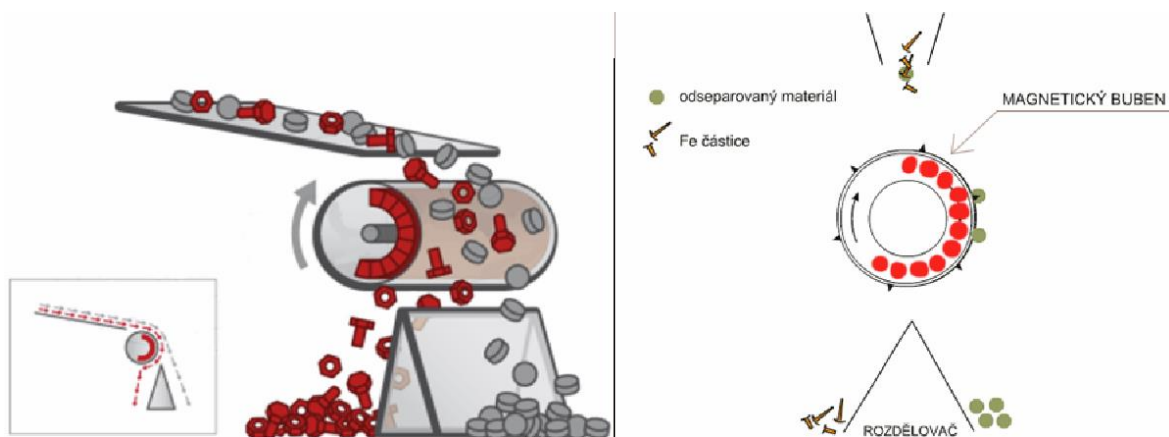 odseparovaný materiál
MAGNETICKÝ BUBEN
Fe částice
ROZDĚLOVAČ